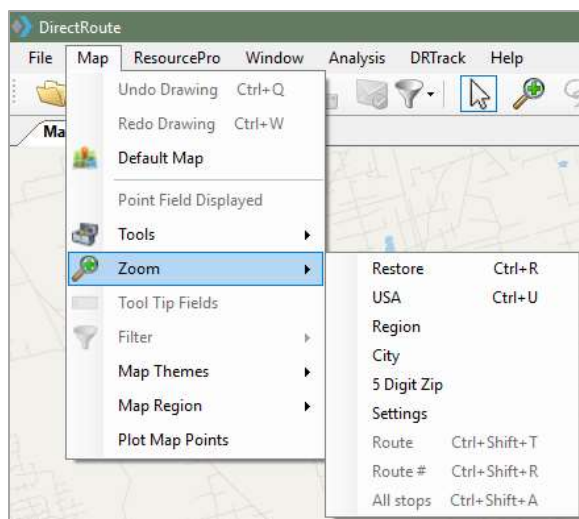 DirectRoute
File Map ResourcePro Window Analysis DRTrack Help
Undo Drawing Ctrl+Q
Ma
Redo Drawing Ctrl+W
Default Map
Point Field Displayed
Tools
Zoom
Restore Ctrl+R
Tool Tip Fields
USA Ctrl+U
Filter
Region
City
Map Themes
5 Digit Zip
Map Region
Settings
Plot Map Points
Route Ctrl+Shift+T
Route # Ctrl+Shift+R
All stops Ctrl+Shift+A